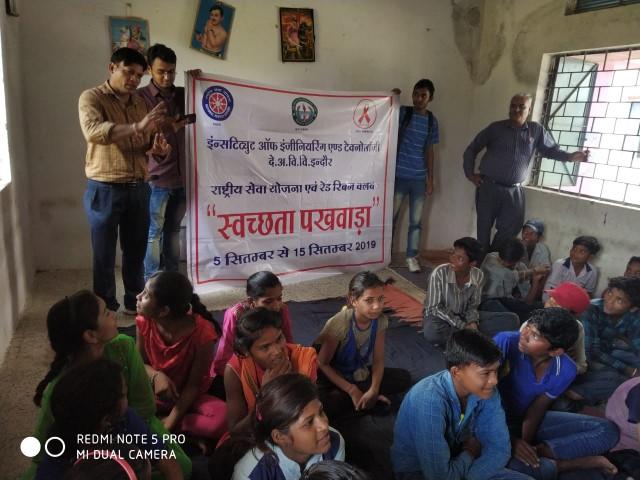 इंन्सटिच्युट ऑफ इंजीनियरिंग एण्ड टेक्नोलॉजी
दे.अ.वि.वि.इन्दौर
राष्ट्रीय सेवा योजना एवं रेड रिबन क्लब
"स्वच्छता पखवाड़ा"
5 सितम्बर से 15 सितम्बर 2019
REDMI NOTE 5 PRO
MI DUAL CAMERA